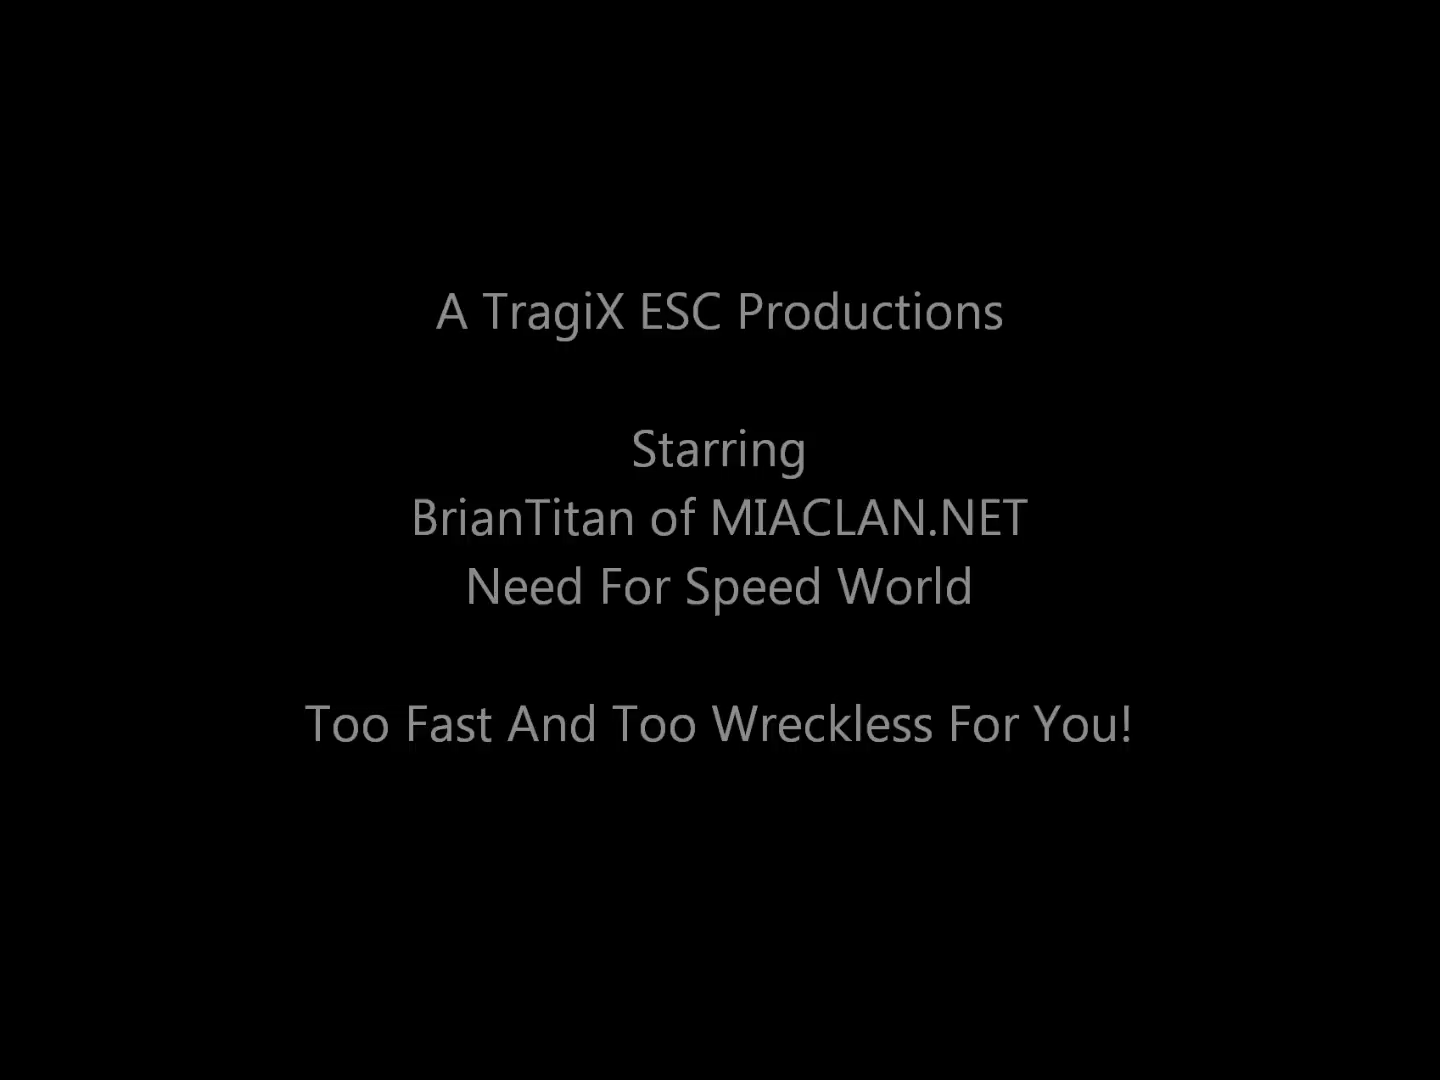 A TragiX ESC Productions
Starring
BrianTitan of MIACLAN.NET
Need For Speed World
Too Fast And Too Wreckless For You!